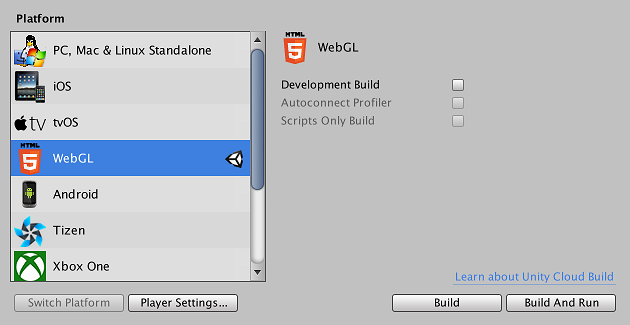 Platform
PC, Mac & Linux Standalone
iOS
tv tvOS
HTML 5 WebGL
Android
Tizen
Xbox One
Switch Platform
Player Settings...
HTML 5 WebGL
Development Build
Autoconnect Profiler
Scripts Only Build
Learn about Unity Cloud Build
Build
Build And Run